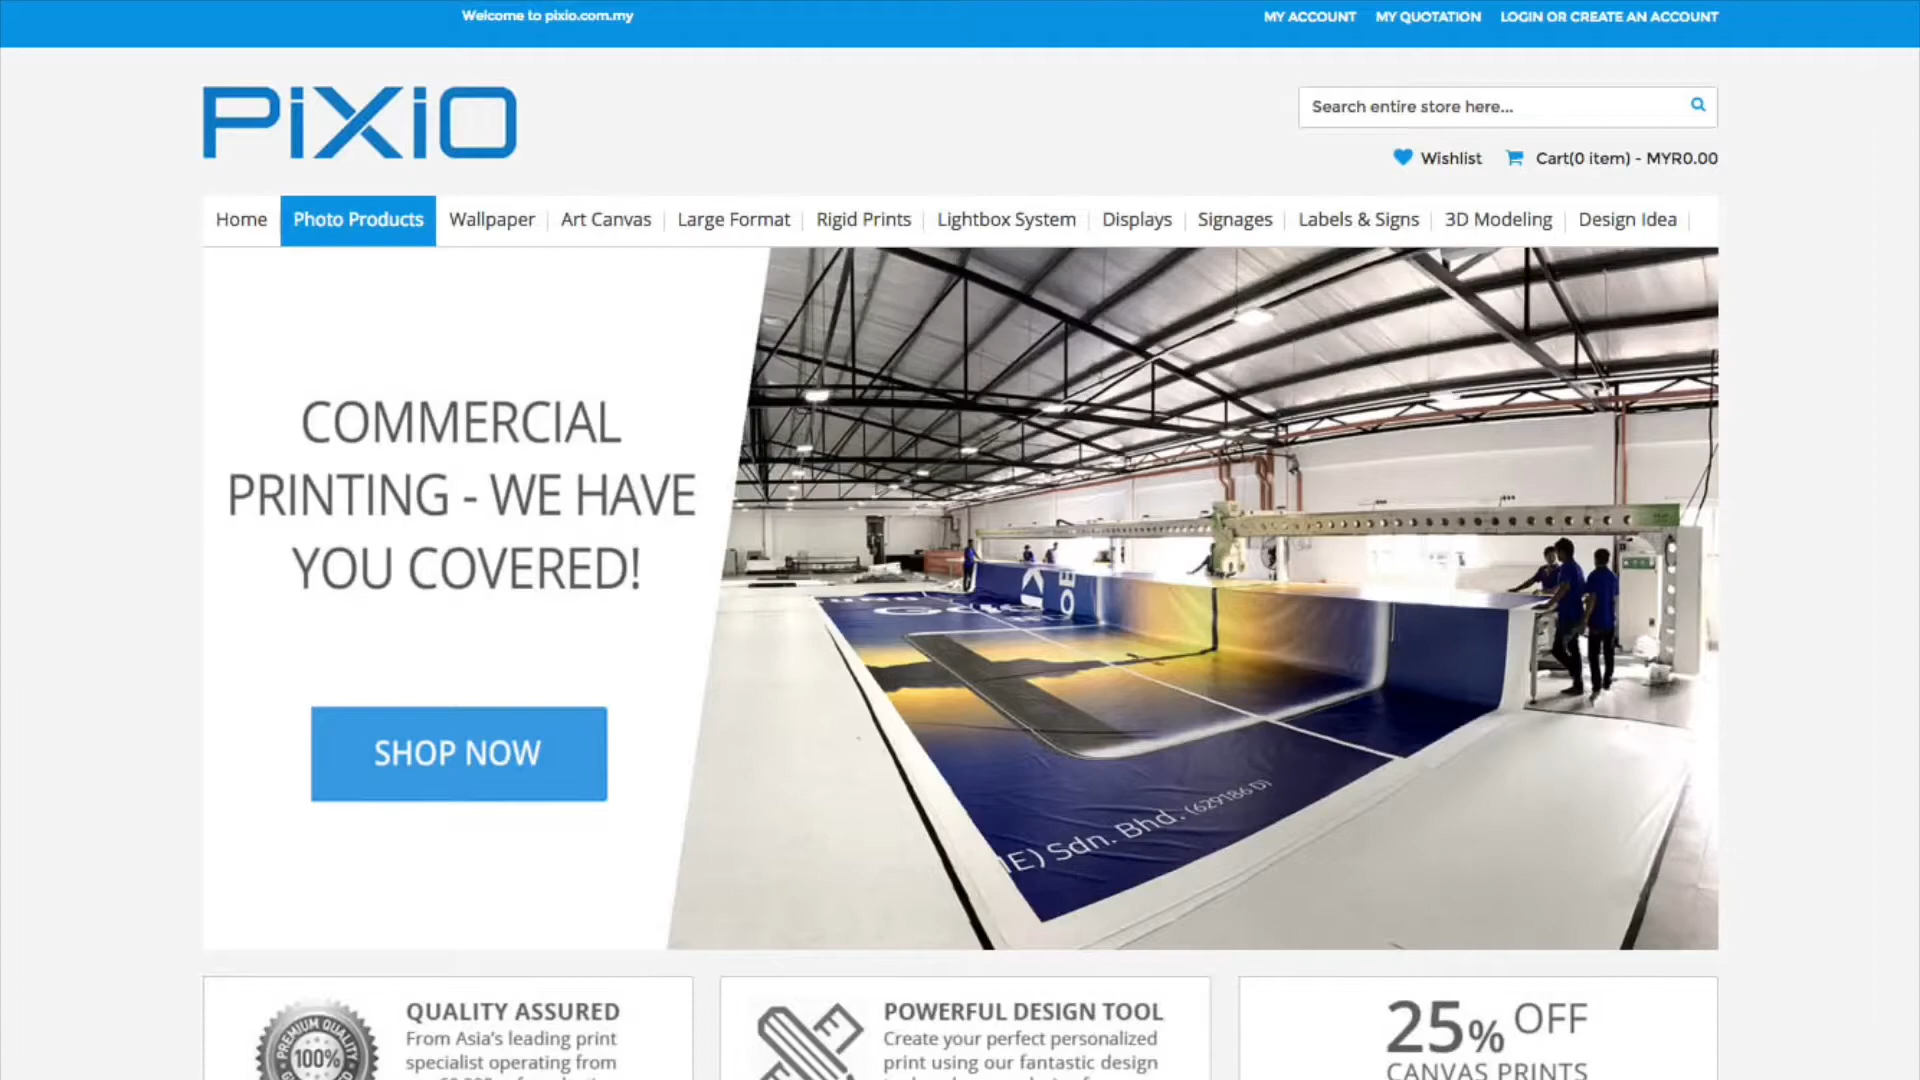 Welcome to pixio.com.my
MY ACCOUNT MY QUOTATION LOGIN OR CREATE AN ACCOUNT
PiXiO
Search entire store here...
Wishlist Cart(0 item) - MYR0.00
Home Photo Products Wallpaper Art Canvas Large Format Rigid Prints Lightbox System Displays Signages Labels & Signs 3D Modeling Design Idea
COMMERCIAL
PRINTING - WE HAVE
YOU COVERED!
SHOP NOW
Sdn. Bhd. (629186 D)
QUALITY ASSURED
From Asia's leading print
specialist operating from
PREMIUM QUALITY
100%
POWERFUL DESIGN TOOL
Create your perfect personalized
print using our fantastic design
25% OFF
CANVAS PRINTS